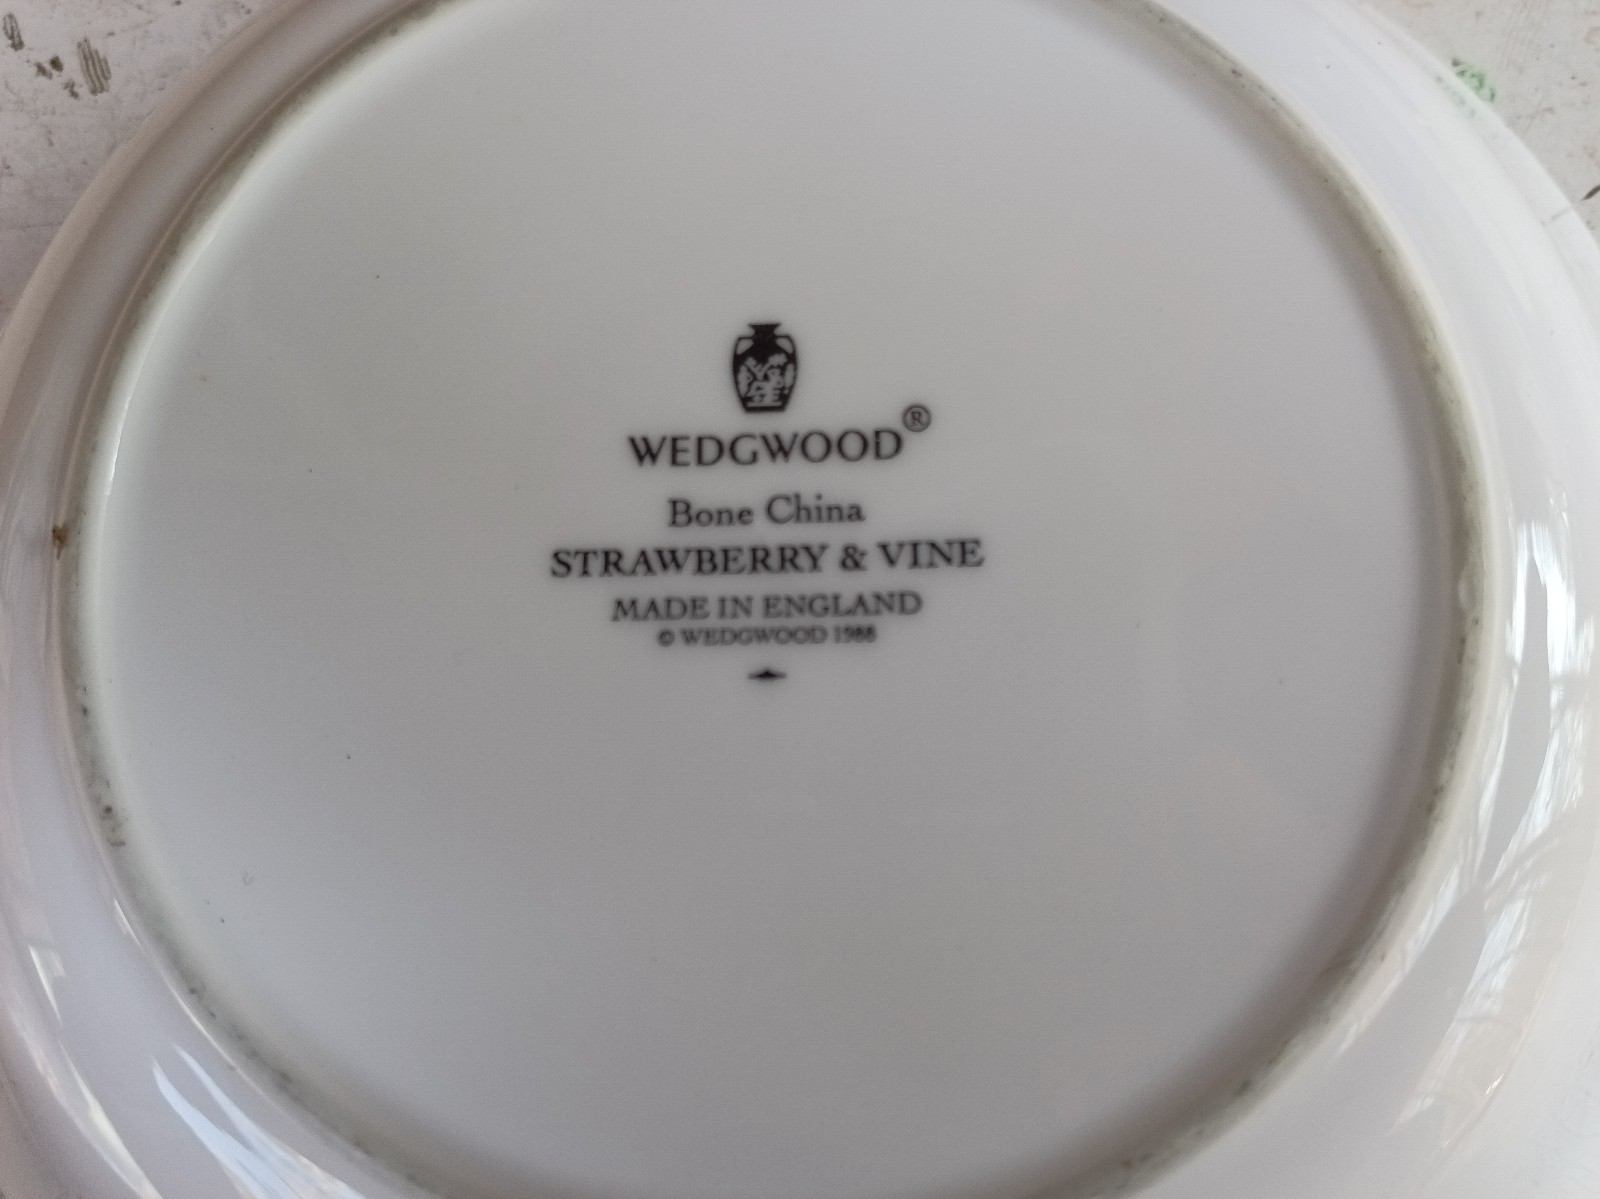 WEDGWOOD®
Bone China
STRAWBERRY & VINE
MADE IN ENGLAND
© WEDGWOOD 1988